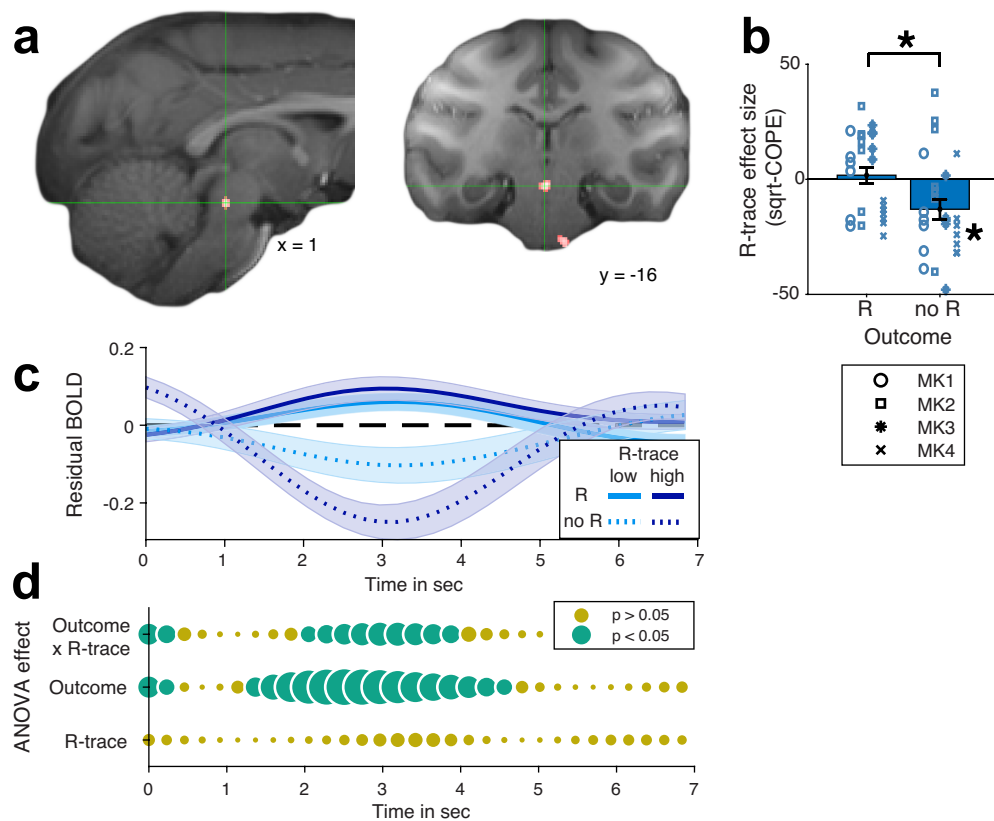 a
x = 1
y = -16
b
*
50
0
-50
R-trace effect size
(sqrt-COPE)
*
R
no R
Outcome
MK1
MK2
MK3
MK4
c
0.2
0
-0.2
Residual BOLD
R-trace
low high
R
no R
0 1 2 3 4 5 6 7
Time in sec
d
ANOVA effect
Outcome
x R-trace
Outcome
R-trace
p > 0.05
p < 0.05
0 1 2 3 4 5 6 7
Time in sec